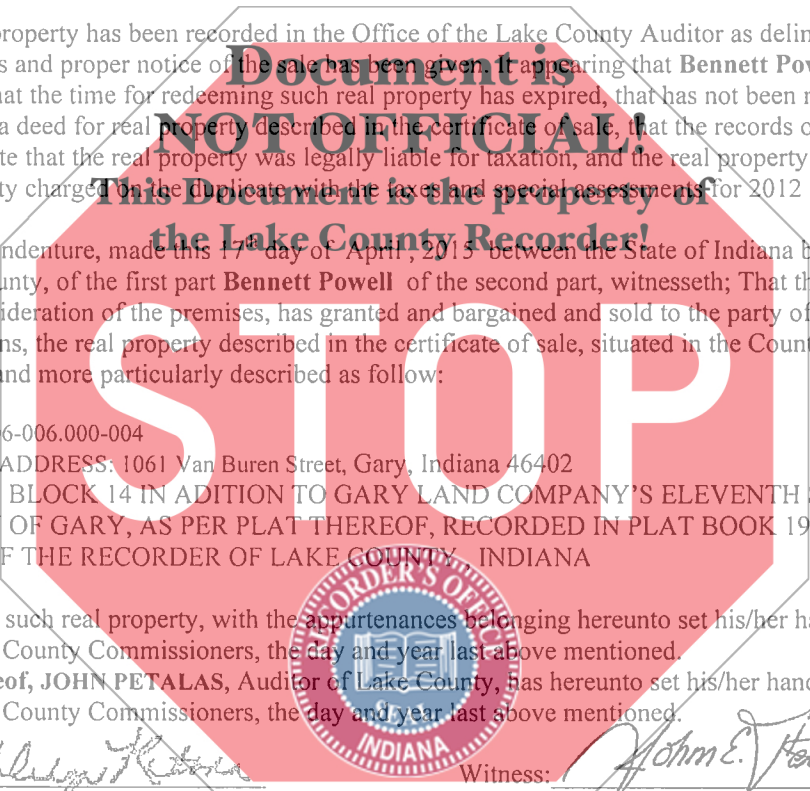 roperty has been recorded in the Office of the Lake County Auditor as delin
s and proper notice of the sale has been given. It appearing that Bennett Pow
Document is
at the time for redeeming such real property has expired, that has not been r
a deed for real property described in the certificate of sale, that the records o
NOT OFFICIAL!
te that the real property was legally liable for taxation, and the real property
ty charged on the duplicate with the taxes and special assessments for 2012
This Document is the property of
the Lake County Recorder!
ndenture, made this 17th day of April , 2015 between the State of Indiana b
unty, of the first part Bennett Powell of the second part, witnesseth; That th
ideration of the premises, has granted and bargained and sold to the party of
ns, the real property described in the certificate of sale, situated in the Count
and more particularly described as follow:
STOP
6-006.000-004
ADDRESS: 1061 Van Buren Street, Gary, Indiana 46402
BLOCK 14 IN ADITION TO GARY LAND COMPANY'S ELEVENTH
OF GARY, AS PER PLAT THEREOF, RECORDED IN PLAT BOOK 19
F THE RECORDER OF LAKE COUNTY , INDIANA
such real property, with the appurtenances belonging hereunto set his/her ha
County Commissioners, the day and year last above mentioned.
eof, JOHN PETALAS, Auditor of Lake County, has hereunto set his/her hand
County Commissioners, the day and year last above mentioned.
RECORDER'S OFFICE
SEAL
INDIANA
Witness:
John E.